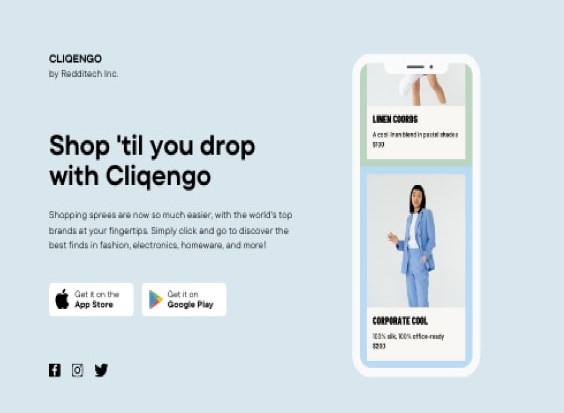 CLIQENGO
by Redditech Inc.
Shop 'til you drop
with Cliqengo
Shopping sprees are now so much easier, with the world's top
brands at your fingertips. Simply click and go to discover the
best finds in fashion, electronics, homeware, and more!
Get it on the
App Store
Get it on
Google Play
LINEN COORDS
A cool linen blend in pastel shades
$130
CORPORATE COOL
100% silk, 100% office-ready
$200